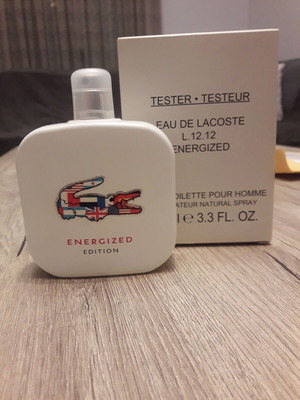 TESTER • TESTEUR
EAU DE LACOSTE
L.12.12
ENERGIZED
POUR HOMME
NATURAL SPRAY
℮ 3.3 FL. OZ.
ENERGIZED
EDITION